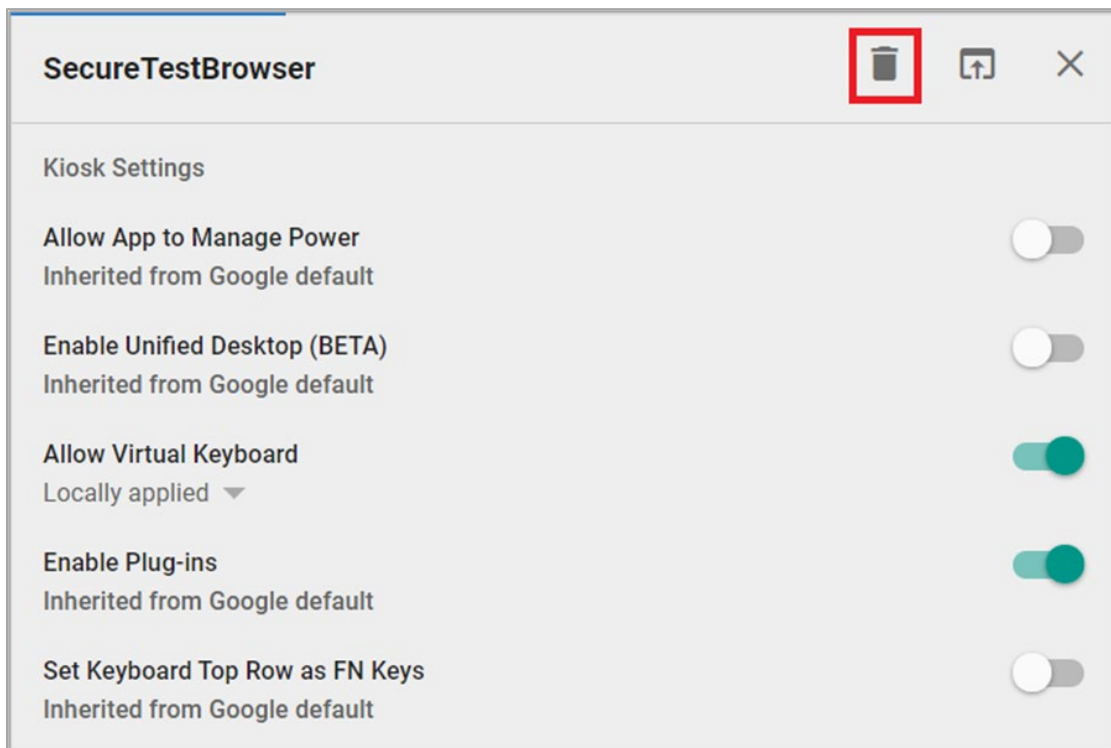 SecureTestBrowser
Kiosk Settings
Allow App to Manage Power
Inherited from Google default
Enable Unified Desktop (BETA)
Inherited from Google default
Allow Virtual Keyboard
Locally applied
Enable Plug-ins
Inherited from Google default
Set Keyboard Top Row as FN Keys
Inherited from Google default